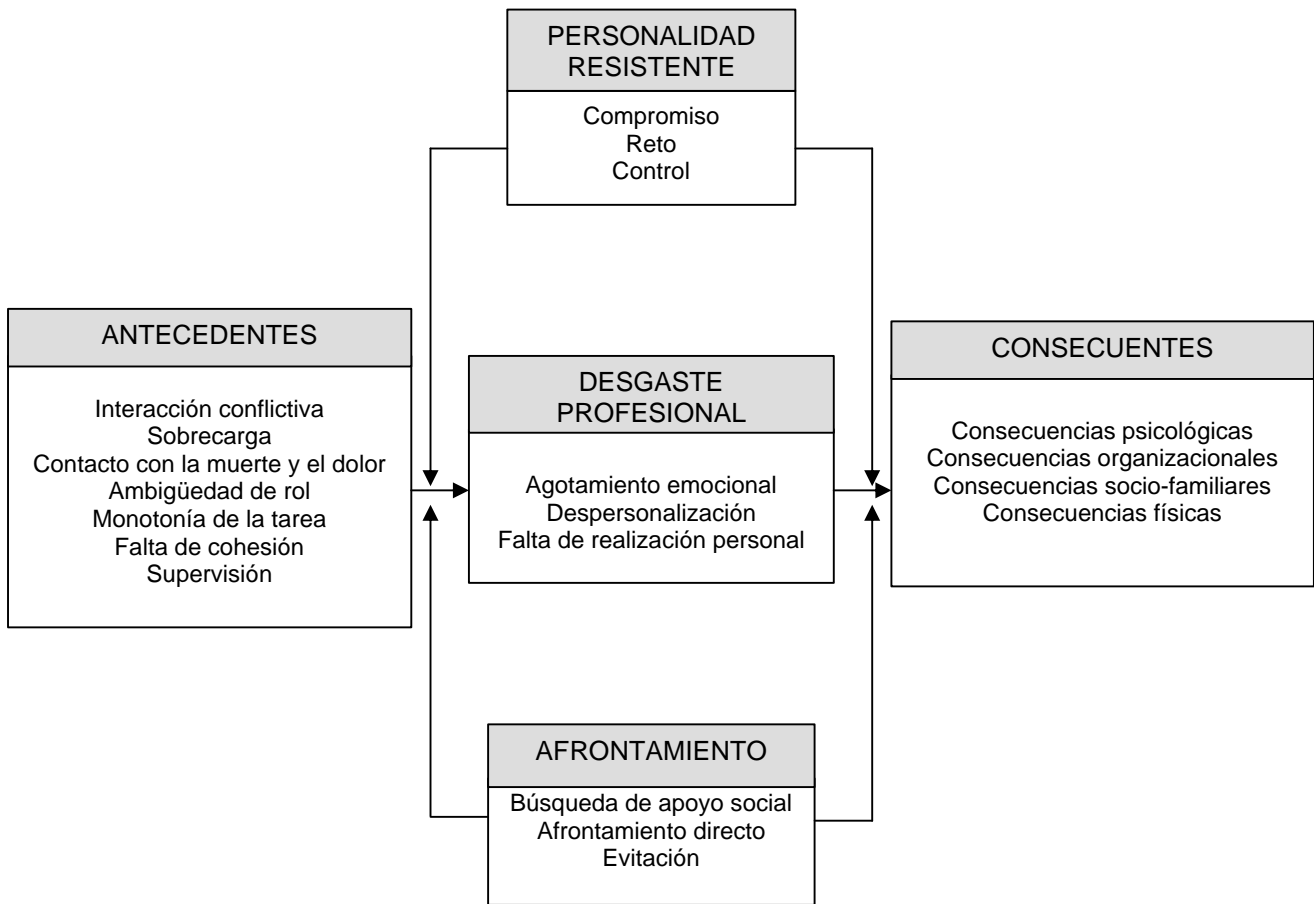 PERSONALIDAD
RESISTENTE
Compromiso
Reto
Control
ANTECEDENTES
Interacción conflictiva
Sobrecarga
Contacto con la muerte y el dolor
Ambigüedad de rol
Monotonía de la tarea
Falta de cohesión
Supervisión
DESGASTE
PROFESIONAL
Agotamiento emocional
Despersonalización
Falta de realización personal
CONSECUENTES
Consecuencias psicológicas
Consecuencias organizacionales
Consecuencias socio-familiares
Consecuencias físicas
AFRONTAMIENTO
Búsqueda de apoyo social
Afrontamiento directo
Evitación